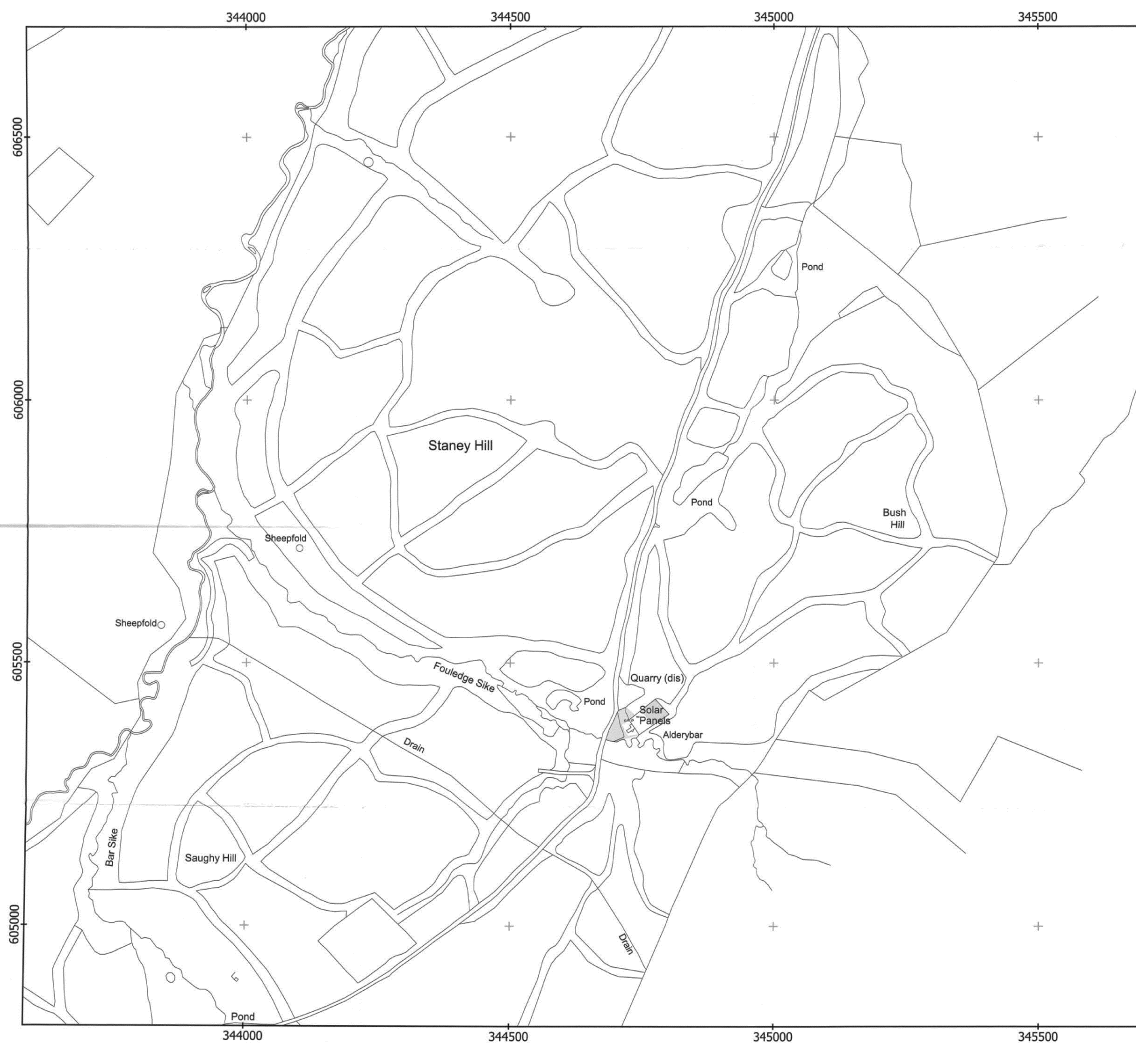 344000
344500
345000
345500
606500
Pond
606000
Staney Hill
Pond
Bush
Hill
Sheepfold
Sheepfold
605500
Fouledge Sike
Quarry (dis)
Pond
Solar
Panels
Alderybar
Drain
Bar Sike
Saughy Hill
605000
Drain
Pond
344000
344500
345000
345500